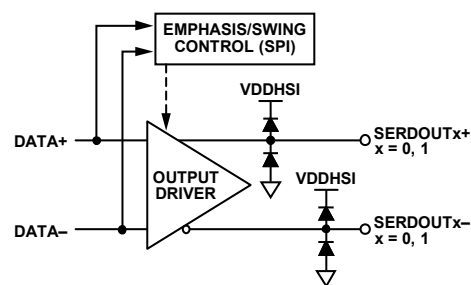 EMPHASIS/SWING
CONTROL (SPI)
VDDHSI
DATA+
SERDOUTx+
x = 0, 1
OUTPUT
DRIVER
VDDHSI
DATA–
SERDOUTx–
x = 0, 1